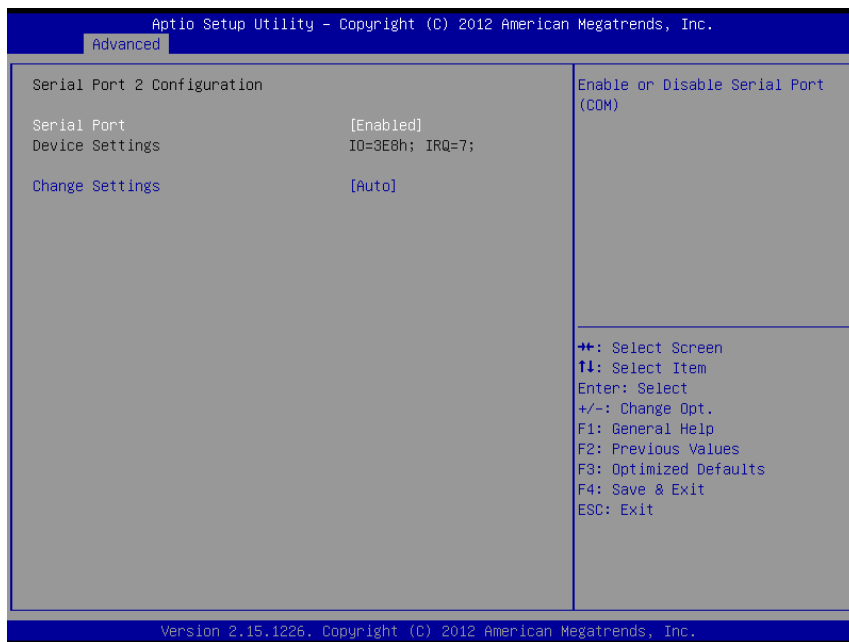 Aptio Setup Utility – Copyright (C) 2012 American Megatrends, Inc.
Advanced
Serial Port 2 Configuration
Serial Port [Enabled]
Device Settings IO=3E8h; IRQ=7;
Change Settings [Auto]
Enable or Disable Serial Port
(COM)
→←: Select Screen
↑↓: Select Item
Enter: Select
+/-: Change Opt.
F1: General Help
F2: Previous Values
F3: Optimized Defaults
F4: Save & Exit
ESC: Exit
Version 2.15.1226. Copyright (C) 2012 American Megatrends, Inc.